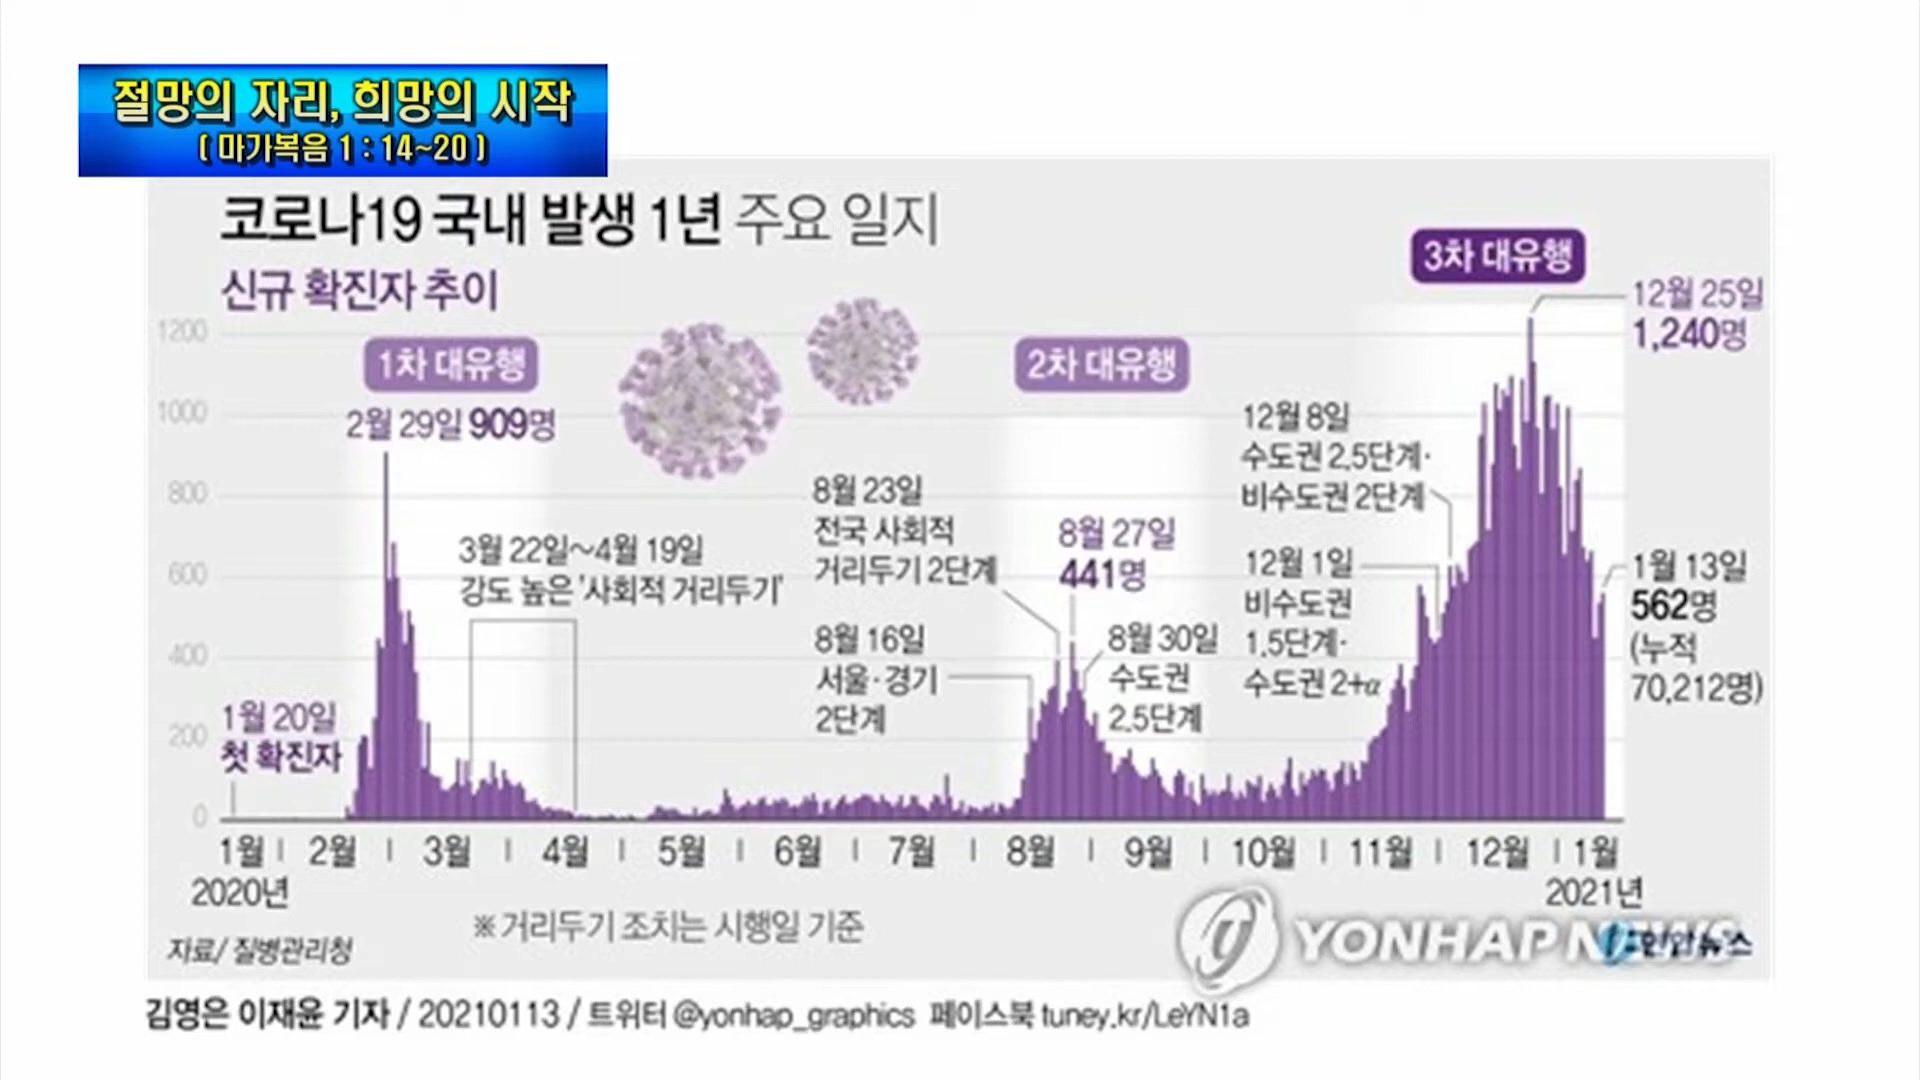 절망의 자리, 희망의 시작
( 마가복음 1 : 14~20 )
코로나19 국내 발생 1년 주요 일지
신규 확진자 추이
1200
1000
800
600
400
200
0
1차 대유행
2월 29일 909명
3월 22일~4월 19일
강도 높은 '사회적 거리두기'
1월 20일
첫 확진자
2차 대유행
8월 23일
전국 사회적
거리두기 2단계
8월 27일
441명
8월 16일
서울·경기
2단계
8월 30일
수도권
2.5단계
3차 대유행
12월 25일
1,240명
12월 8일
수도권 2.5단계·
비수도권 2단계
12월 1일
비수도권
1.5단계·
수도권 2+α
1월 13일
562명
(누적
70,212명)
1월 2월 3월 4월 5월 6월 7월 8월 9월 10월 11월 12월 1월
2020년 2021년
※ 거리두기 조치는 시행일 기준
자료/ 질병관리청
YONHAP NEWS
연합뉴스
김영은 이재윤 기자 / 20210113 / 트위터 @yonhap_graphics 페이스북 tuney.kr/LeYN1a